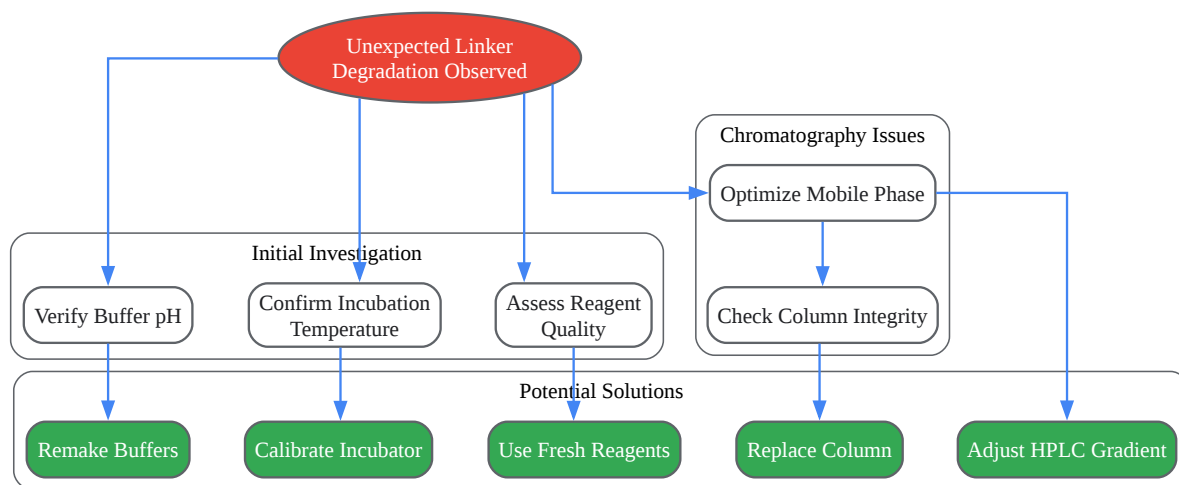 Unexpected Linker
Degradation Observed
Chromatography Issues
Optimize Mobile Phase
Initial Investigation
Verify Buffer pH
Confirm Incubation
Temperature
Assess Reagent
Quality
Check Column Integrity
Potential Solutions
Remake Buffers
Calibrate Incubator
Use Fresh Reagents
Replace Column
Adjust HPLC Gradient